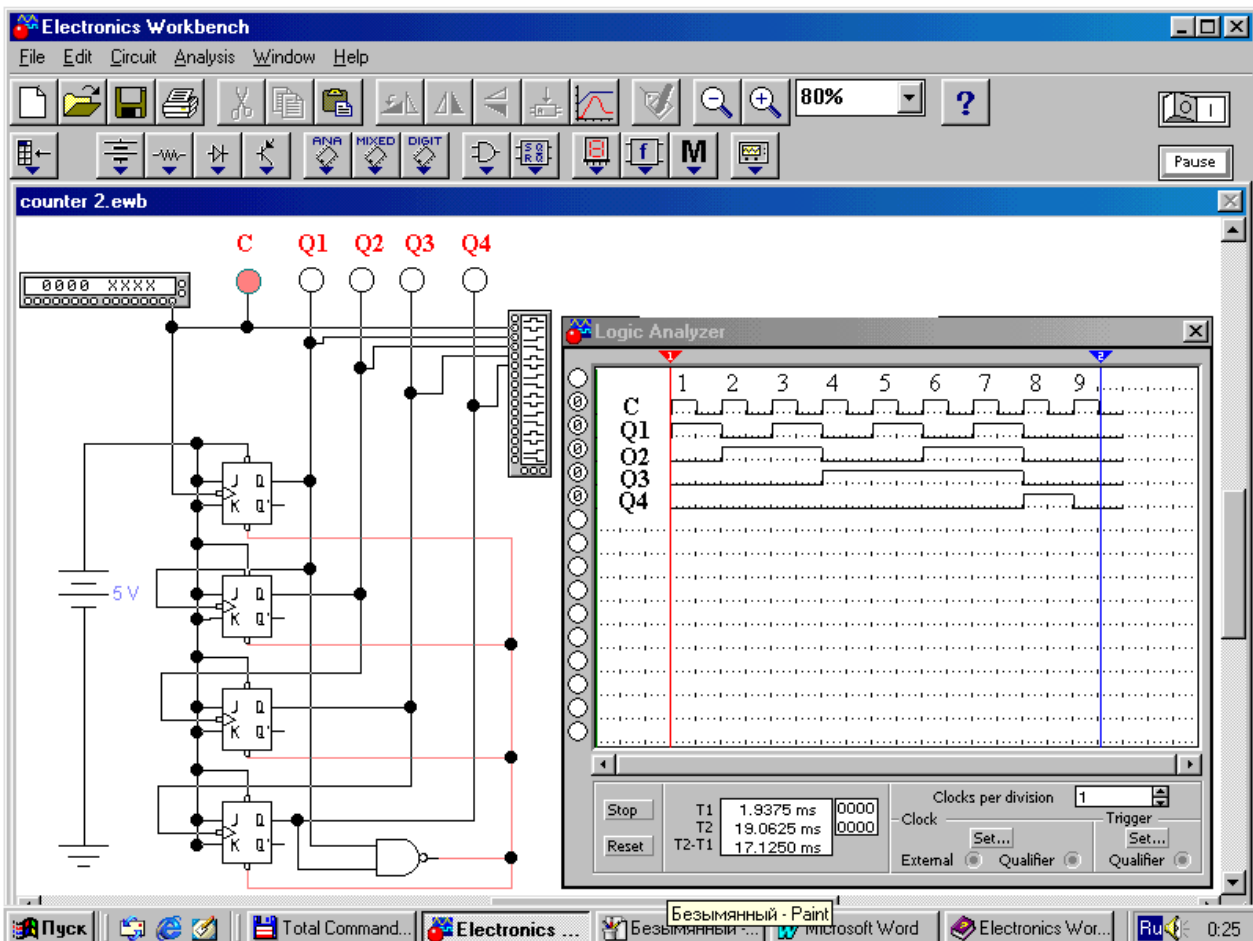 Electronics Workbench
File Edit Circuit Analysis Window Help
80%
?
ANA MIXED DIGIT
M
Pause
counter 2.ewb
C Q1 Q2 Q3 Q4
0000 XXXX
Logic Analyzer
1 2
1 2 3 4 5 6 7 8 9
C
Q1
Q2
Q3
Q4
J Q
K Q'
J Q
K Q'
5 V
J Q
K Q'
J Q
K Q'
Clocks per division 1
Stop T1 1.9375 ms 0000 Clock Trigger
T2 19.0625 ms 0000 Set... Set...
Reset T2-T1 17.1250 ms External Qualifier Qualifier
Безымянный - Paint
Пуск Total Command... Electronics ... Безымянный -... Microsoft Word Electronics Wor... Ru 0:25